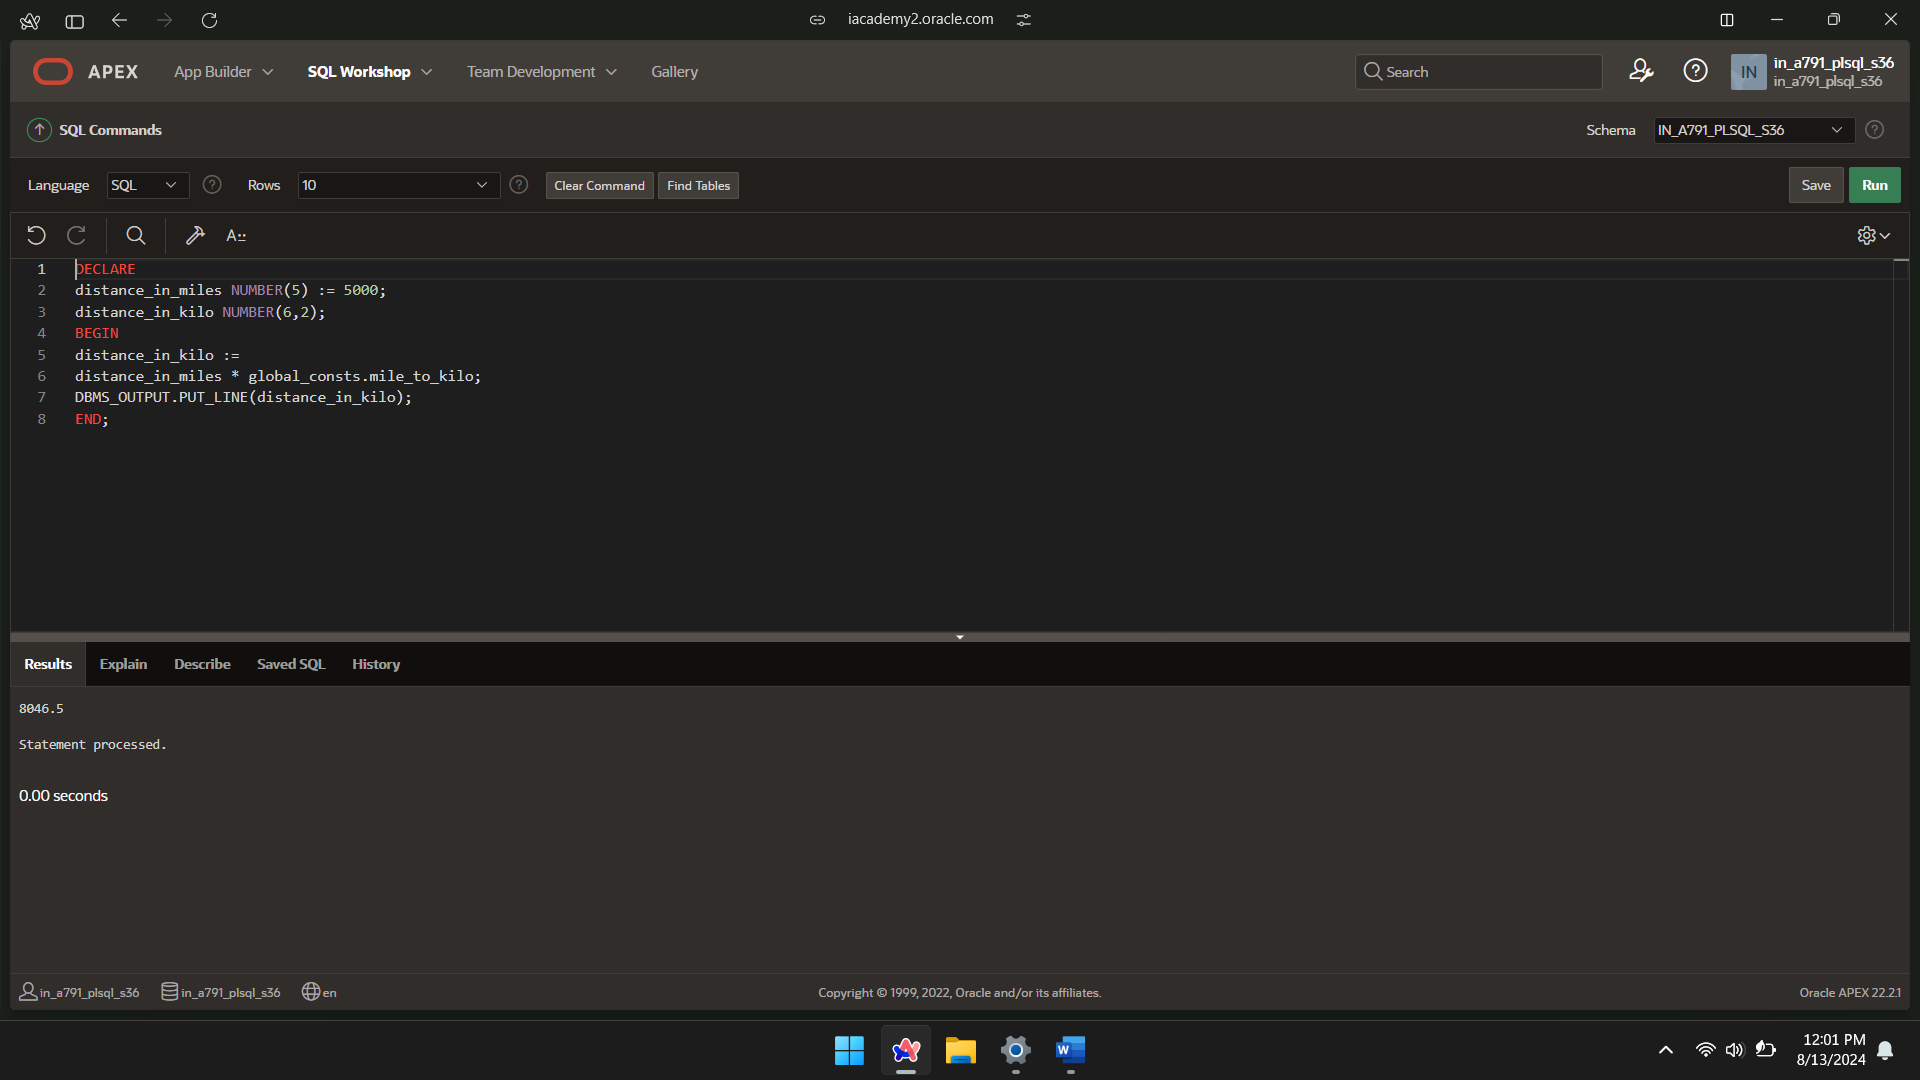 iacademy2.oracle.com
APEX
App Builder
SQL Workshop
Team Development
Gallery
Search
IN
in_a791_plsql_s36
in_a791_plsql_s36
SQL Commands
Schema
IN_A791_PLSQL_S36
Language
SQL
Rows
10
Clear Command
Find Tables
Save
Run
A
1 DECLARE
2 distance_in_miles NUMBER(5) := 5000;
3 distance_in_kilo NUMBER(6,2);
4 BEGIN
5 distance_in_kilo :=
6 distance_in_miles * global_consts.mile_to_kilo;
7 DBMS_OUTPUT.PUT_LINE(distance_in_kilo);
8 END;
Results
Explain
Describe
Saved SQL
History
8046.5
Statement processed.
0.00 seconds
in_a791_plsql_s36
in_a791_plsql_s36
en
Copyright © 1999, 2022, Oracle and/or its affiliates.
Oracle APEX 22.2.1
W
12:01 PM
8/13/2024